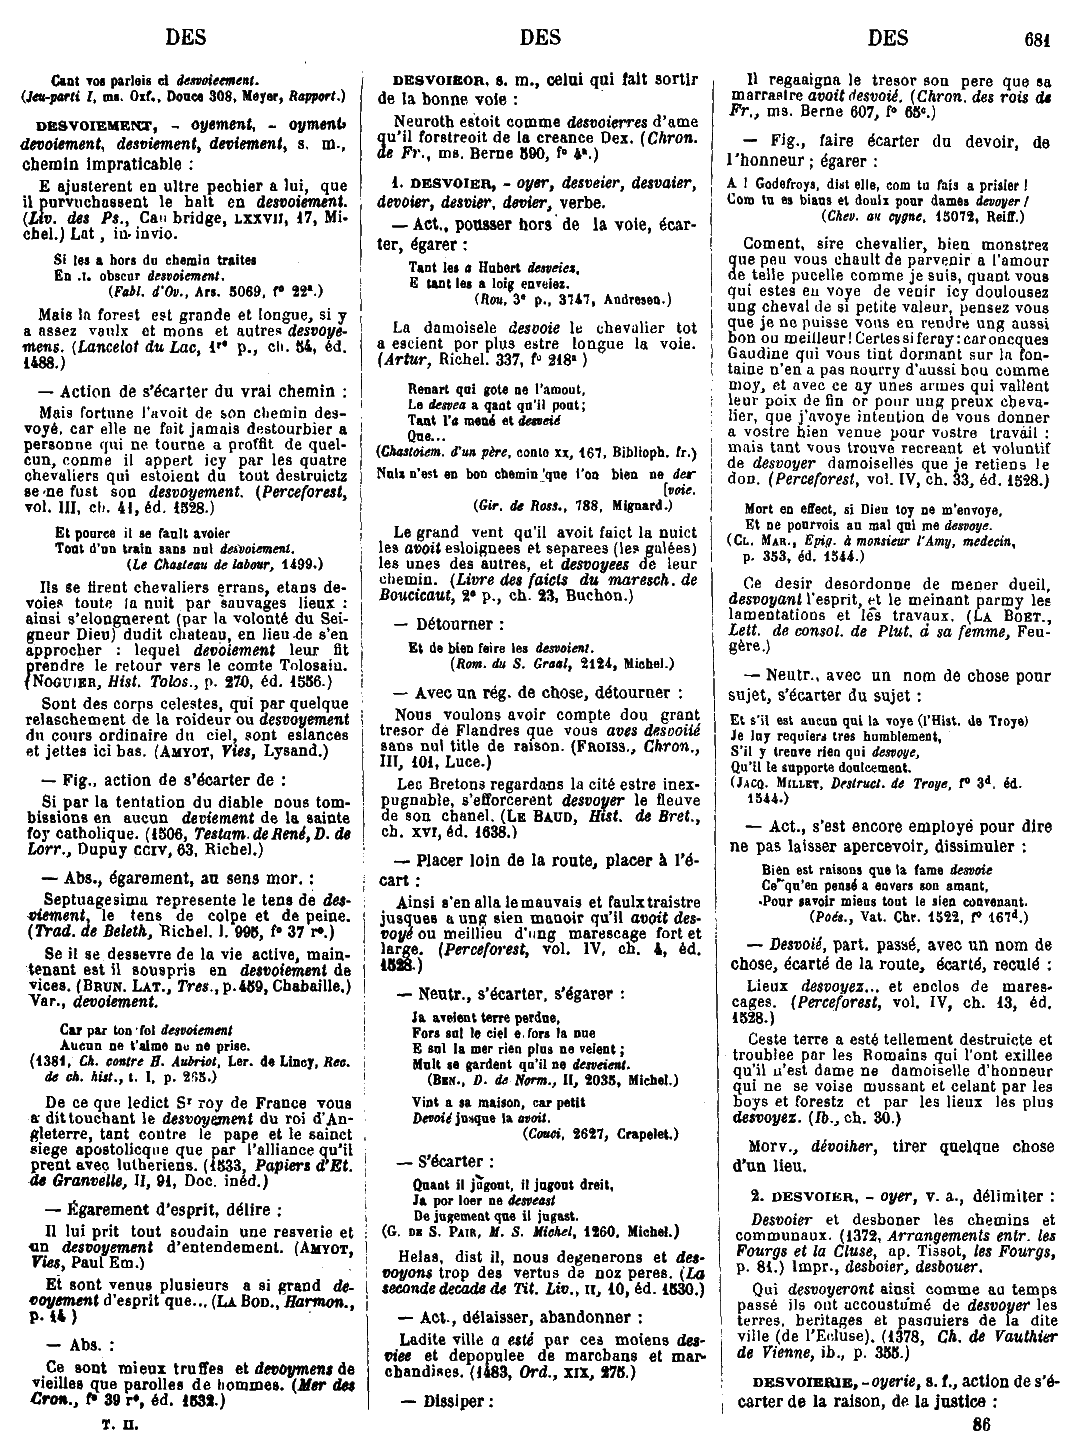 DES
DES
DES
681
Cant vos parleis ci desvoieement.
(Jeu-parti I, ms. Oxf., Douce 308, Meyer, Rapport.)
DESVOIEMENT, - oyement, - oyment,
devoiement, desviement, deviement, s. m.,
chemin impraticable :
E ajusterent en ultre pechier a lui, que
il purvuchassent le halt en desvoiement.
(Liv. des Ps., Cambridge, LXXVII, 17, Mi-
chel.) Lat, in invio.
Si les a hors du chemin traites
En .I. obscur desvoiement.
(Fabl. d'Ov., Ars. 5069, f° 22ª.)
Mais la forest est grande et longue, si y
a assez vaulx et mons et autres desvoye-
mens. (Lancelot du Lac, 1re p., ch. 54, éd.
1488.)
— Action de s'écarter du vrai chemin :
Mais fortune l'avoit de son chemin des-
voyé, car elle ne fait jamais destourbier a
personne qui ne tourne a proffit de quel-
cun, comme il appert icy par les quatre
chevaliers qui estoient du tout destruictz
se ne fust son desvoyement. (Perceforest,
vol. III, ch. 41, éd. 1528.)
Et pource il se fault avoier
Tout d'un train sans nul desvoiement.
(Le Chasteau de labour, 1499.)
Ils se firent chevaliers errans, etans de-
voies toute la nuit par sauvages lieux :
ainsi s'elongnerent (par la volonté du Sei-
gneur Dieu) dudit chateau, en lieu de s'en
approcher : lequel devoiement leur fit
prendre le retour vers le comte Tolosain.
(NOGUIER, Hist. Tolos., p. 270, éd. 1556.)
Sont des corps celestes, qui par quelque
relaschement de la roideur ou desvoyement
du cours ordinaire du ciel, sont eslancés
et jettes ici bas. (AMYOT, Vies, Lysand.)
— Fig., action de s'écarter de :
Si par la tentation du diable nous tom-
bissions en aucun deviement de la sainte
foy catholique. (1506, Testam. de René, D. de
Lorr., Dupuy CCIV, 63, Richel.)
— Abs., égarement, au sens mor. :
Septuagesima represente le tens de des-
viement, le tens de colpe et de peine.
(Trad. de Beleth, Richel. l. 995, f° 37 r°.)
Se il se dessevre de la vie active, main-
tenant est il souspris en desvoiement de
vices. (BRUN. LAT., Tres., p. 459, Chabaille.)
Var., devoiement.
Car par ton fol desvoiement
Aucun ne t'aime ne ne prise.
(1381, Ch. contre H. Aubriot, Ler. de Lincy, Rec.
de ch. hist., t. I, p. 265.)
De ce que ledict Sr roy de France vous
a dit touchant le desvoyement du roi d'An-
gleterre, tant contre le pape et le sainct
siege apostolicque que par l'alliance qu'il
prent avec lutheriens. (1533, Papiers d'Et.
de Granvelle, II, 91, Doc. inéd.)
— Égarement d'esprit, délire :
Il lui prit tout soudain une resverie et
un desvoyement d'entendement. (AMYOT,
Vies, Paul Em.)
Et sont venus plusieurs a si grand de-
voyement d'esprit que... (LA BOD., Harmon.,
p. 14)
— Abs. :
Ce sont mieux truffes et devoymens de
vieilles que parolles de hommes. (Mer des
Cron., f° 39 r°, éd. 1532.)
T. II.
DESVOIEOR, s. m., celui qui fait sortir
de la bonne voie :
Neuroth estoit comme desvoierres d'ame
qu'il forstreoit de la creance Dex. (Chron.
de Fr., ms. Berne 590, f° 4ª.)
1. DESVOIER, - oyer, desveier, desvaier,
devoier, desvier, devier, verbe.
— Act., pousser hors de la voie, écar-
ter, égarer :
Tant les a Hubert desveiez,
E tant les a loig enveiez.
(Rou, 3e p., 3747, Andresen.)
La damoisele desvoie le chevalier tot
a escient por plus estre longue la voie.
(Artur, Richel. 337, f° 218ª)
Renart qui gote ne l'amout,
Le desvea a qant qu'il pout;
Tant l'a mené et desveié
Que...
(Chastoiem. d'un père, conte XX, 167, Biblioph. fr.)
Nulz n'est en bon chemin que l'on bien ne der
[voie.
(Gir. de Ross., 788, Mignard.)
Le grand vent qu'il avoit faict la nuict
les avoit esloignees et separees (les galées)
les unes des autres, et desvoyees de leur
chemin. (Livre des faicts du maresch. de
Boucicaut, 2e p., ch. 23, Buchon.)
— Détourner :
Et de bien feire les desvoient.
(Rom. du S. Graal, 2124, Michel.)
— Avec un rég. de chose, détourner :
Nous voulons avoir compte dou grant
tresor de Flandres que vous aves desvoiié
sans nul title de raison. (FROISS., Chron.,
III, 101, Luce.)
Les Bretons regardans la cité estre inex-
pugnable, s'efforcerent desvoyer le fleuve
de son chanel. (LE BAUD, Hist. de Bret.,
ch. XVI, éd. 1638.)
— Placer loin de la route, placer à l'é-
cart :
Ainsi s'en alla le mauvais et faulx traistre
jusques a ung sien manoir qu'il avoit des-
voyé ou meillieu d'ung marescage fort et
large. (Perceforest, vol. IV, ch. 4, éd.
1528.)
— Neutr., s'écarter, s'égarer :
Ja aveient terre perdue,
Fors sul le ciel e fors la nue
E sul la mer rien plus ne veient;
Mult se gardent qu'il ne desveient.
(BEN., D. de Norm., II, 2035, Michel.)
Vint a sa maison, car petit
Devoié jusque la avoit.
(Couci, 2627, Crapelet.)
— S'écarter :
Quant il jugout, il jugout dreit,
Ja por loer ne desveast
De jugement que il jugast.
(G. DE S. PAIR, M. S. Michel, 1260, Michel.)
Helas, dist il, nous degenerons et des-
voyons trop des vertus de noz peres. (La
seconde decade de Tit. Liv., II, 10, éd. 1530.)
— Act., délaisser, abandonner :
Ladite ville a esté par ces moiens des-
viee et depopulee de marchans et mar-
chandises. (1483, Ord., XIX, 275.)
— Dissiper :
Il regaaigna le tresor son pere que sa
marrastre avoit desvoié. (Chron. des rois de
Fr., ms. Berne 607, f° 65c.)
— Fig., faire écarter du devoir, de
l'honneur ; égarer :
A ! Godefroys, dist elle, com tu fais a prisier !
Com tu es biaus et doulx pour dames devoyer !
(Chev. au cygne, 15072, Reiff.)
Coment, sire chevalier, bien monstrez
que peu vous chault de parvenir a l'amour
de telle pucelle comme je suis, quant vous
qui estes en voye de venir icy doulousez
ung cheval de si petite valeur, pensez vous
que je ne puisse vous en rendre ung aussi
bon ou meilleur! Certes si feray: car oncques
Gaudine qui vous tint dormant sur la fon-
taine n'en a pas nourry d'aussi bou comme
moy, et avec ce ay unes armes qui vallent
leur poix de fin or pour ung preux cheva-
lier, que j'avoye intention de vous donner
a vostre bien venue pour vostre travail :
mais tant vous trouve recreant et voluntif
de desvoyer damoiselles que je retiens le
don. (Perceforest, vol. IV, ch. 33, éd. 1528.)
Mort en effect, si Dieu toy ne m'envoye,
Et ne pourvois au mal qui me desvoye.
(CL. MAR., Epig. à monsieur l'Amy, medecin,
p. 353, éd. 1544.)
Ce desir desordonne de mener dueil,
desvoyant l'esprit, et le meinant parmy les
lamentations et les travaux. (LA BOET.,
Lett. de consol. de Plut. à sa femme, Feu-
gère.)
— Neutr., avec un nom de chose pour
sujet, s'écarter du sujet :
Et s'il est aucun qui la voye (l'Hist. de Troye)
Je luy requiers tres humblement,
S'il y treuve rien qui desvoye,
Qu'il le supporte doulcement.
(JACQ. MILLET, Destruct. de Troye, f° 3d, éd.
1544.)
— Act., s'est encore employé pour dire
ne pas laisser apercevoir, dissimuler :
Bien est raisons que la fame desvoie
Ce qu'en pensé a envers son amant,
Pour savoir mieus tout le sien convenant.
(Poés., Vat. Chr. 1522, f° 167d.)
— Desvoié, part. passé, avec un nom de
chose, écarté de la route, écarté, reculé :
Lieux desvoyez... et enclos de mares-
cages. (Perceforest, vol. IV, ch. 13, éd.
1528.)
Ceste terre a esté tellement destruicte et
troublee par les Romains qui l'ont exillee
qu'il n'est dame ne damoiselle d'honneur
qui ne se voise mussant et celant par les
boys et forestz et par les lieux les plus
desvoyez. (Ib., ch. 30.)
Morv., dévoiher, tirer quelque chose
d'un lieu.
2. DESVOIER, - oyer, v. a., délimiter :
Desvoier et desboner les chemins et
communaux. (1372, Arrangements entr. les
Fourgs et la Cluse, ap. Tissot, les Fourgs,
p. 81.) Impr., desboier, desbouer.
Qui desvoyeront ainsi comme au temps
passé ils ont accoustumé de desvoyer les
terres, heritages et pasquiers de la dite
ville (de l'Ecluse). (1378, Ch. de Vauthier
de Vienne, ib., p. 355.)
DESVOIERIE, - oyerie, s. f., action de s'é-
carter de la raison, de la justice :
86